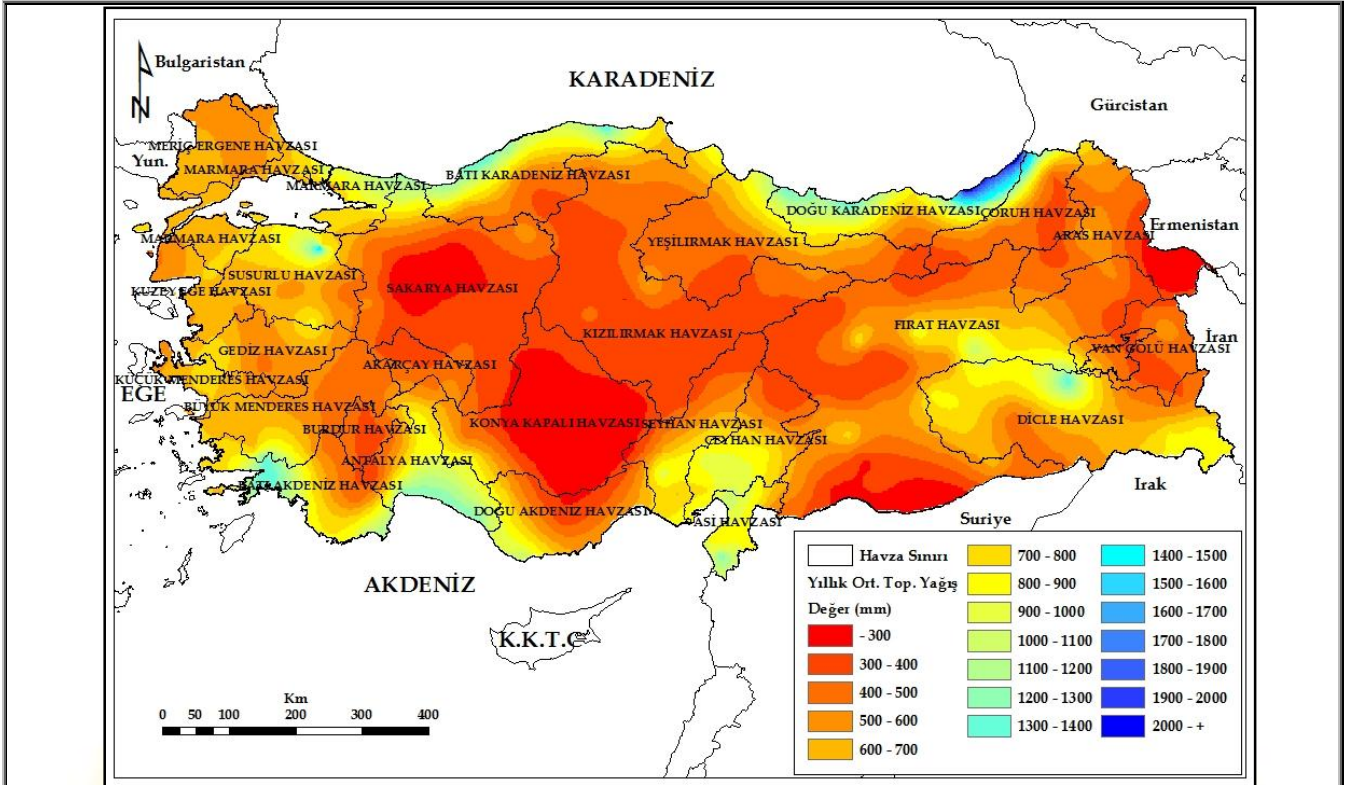 Bulgaristan
KARADENİZ
Gürcistan
N
MERİÇ ERGENE HAVZASI
Yun.
MARMARA HAVZASI
MARMARA HAVZASI
BATI KARADENİZ HAVZASI
DOĞU KARADENİZ HAVZASI
ÇORUH HAVZASI
Ermenistan
ARAS HAVZASI
MARMARA HAVZASI
YEŞİLIRMAK HAVZASI
SUSURLU HAVZASI
SAKARYA HAVZASI
KUZEY EGE HAVZASI
FIRAT HAVZASI
KIZILIRMAK HAVZASI
İran
GEDİZ HAVZASI
VAN GÖLÜ HAVZASI
AKARÇAY HAVZASI
KÜÇÜK MENDERES HAVZASI
EGE
BÜYÜK MENDERES HAVZASI
KONYA KAPALI HAVZASI
SEYHAN HAVZASI
DİCLE HAVZASI
BURDUR HAVZASI
CEYHAN HAVZASI
ANTALYA HAVZASI
BATI AKDENİZ HAVZASI
Irak
DOĞU AKDENİZ HAVZASI
ASİ HAVZASI
Suriye
AKDENİZ
K.K.T.C
Km
0 50 100 200 300 400
Havza Sınırı
Yıllık Ort. Top. Yağış
Değer (mm)
- 300
300 - 400
400 - 500
500 - 600
600 - 700
700 - 800
800 - 900
900 - 1000
1000 - 1100
1100 - 1200
1200 - 1300
1300 - 1400
1400 - 1500
1500 - 1600
1600 - 1700
1700 - 1800
1800 - 1900
1900 - 2000
2000 - +